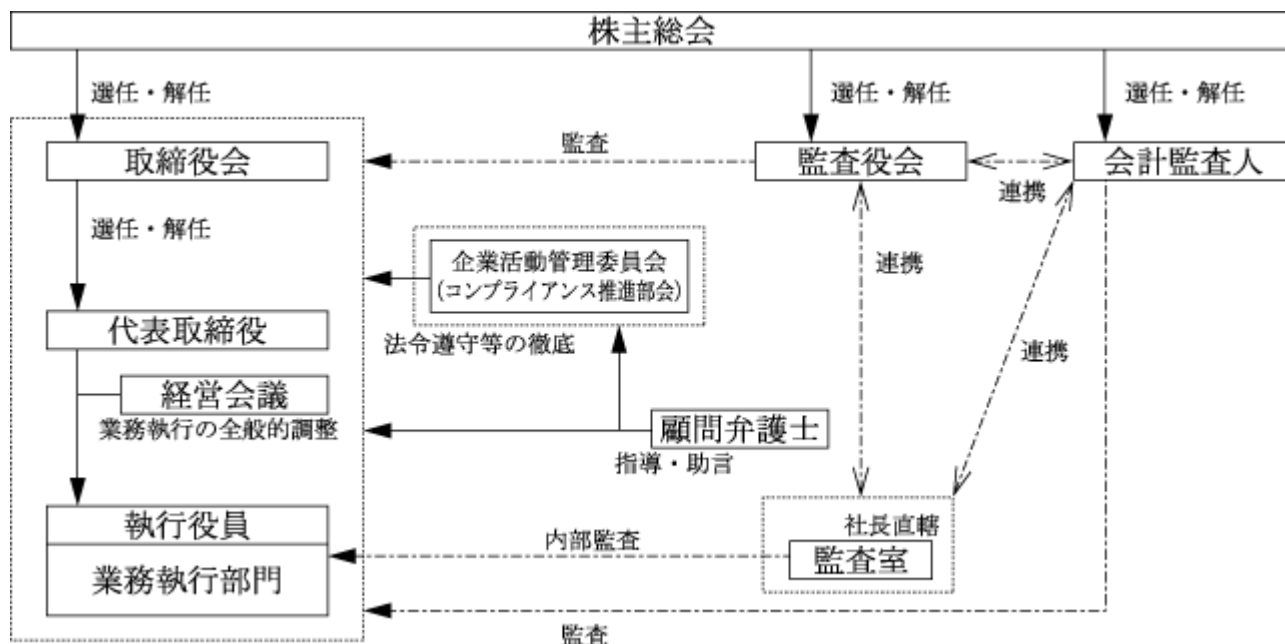 株主総会
選任・解任
選任・解任
選任・解任
取締役会
監査
監査役会
連携
会計監査人
選任・解任
企業活動管理委員会
(コンプライアンス推進部会)
法令遵守等の徹底
連携
代表取締役
連携
経営会議
業務執行の全般的調整
顧問弁護士
指導・助言
執行役員
業務執行部門
内部監査
社長直轄
監査室
監査